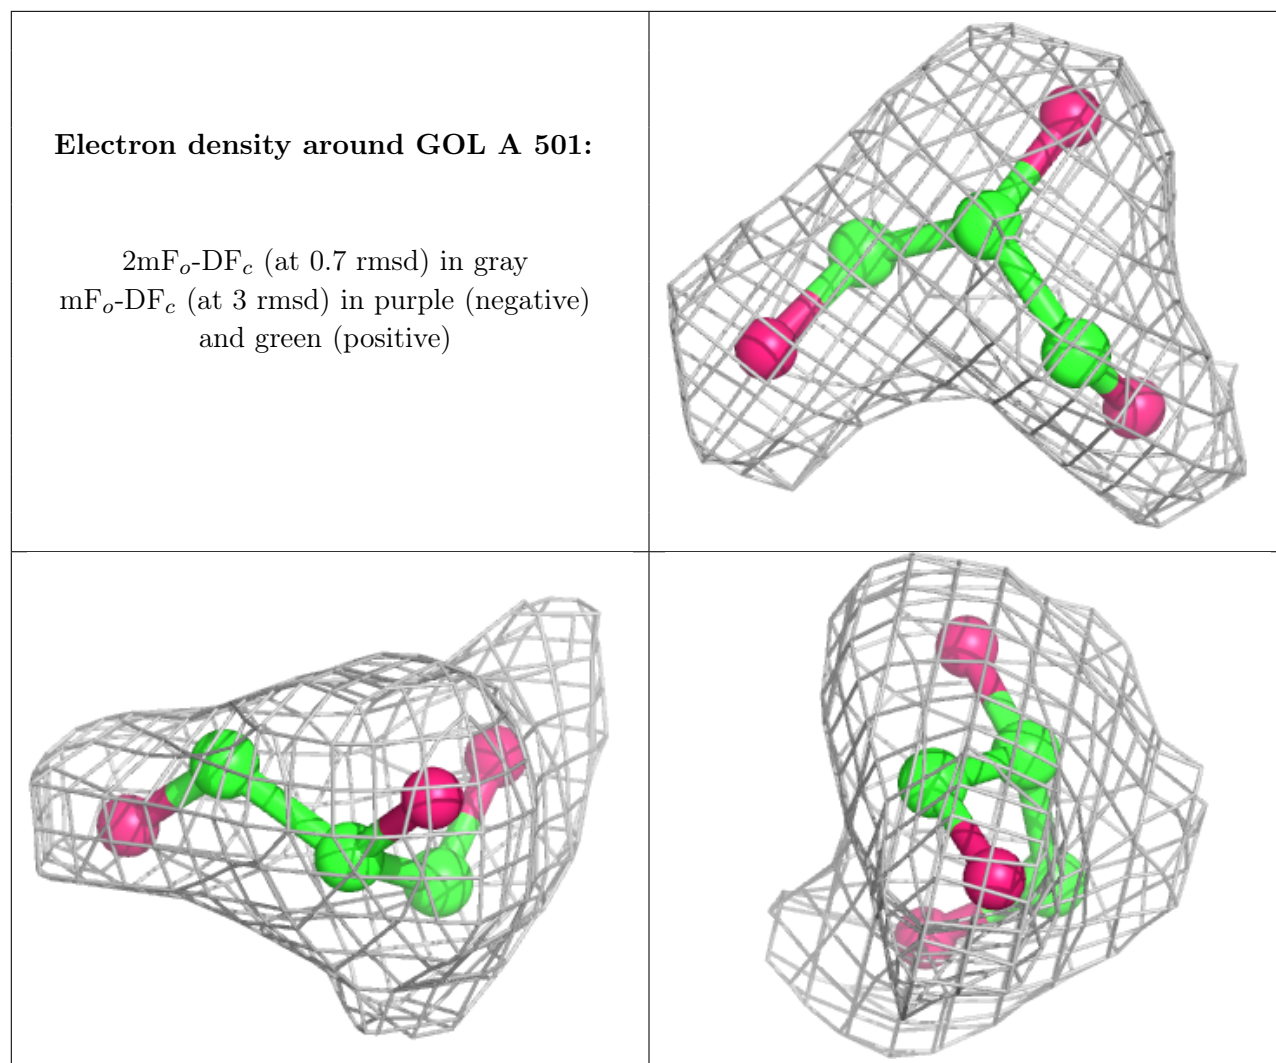 Electron density around GOL A 501:
2mFo-DFc (at 0.7 rmsd) in gray
mFo-DFc (at 3 rmsd) in purple (negative)
and green (positive)